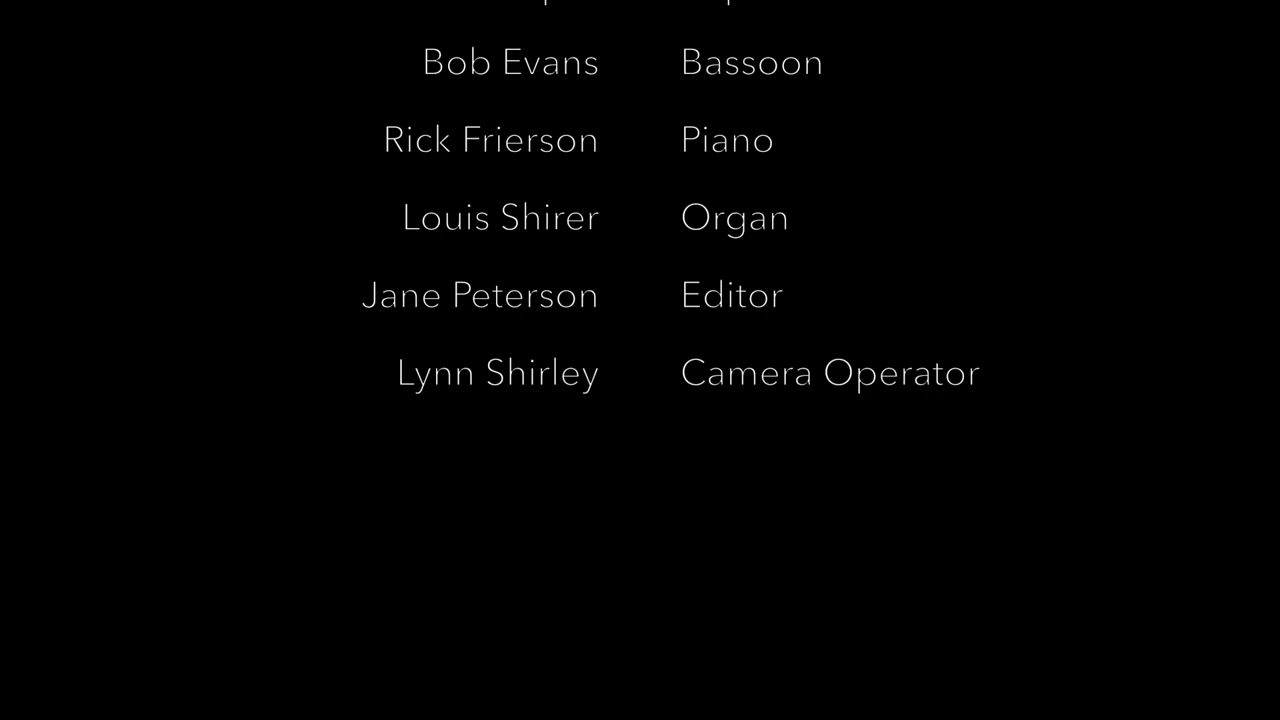 Bob Evans Bassoon
Rick Frierson Piano
Louis Shirer Organ
Jane Peterson Editor
Lynn Shirley Camera Operator